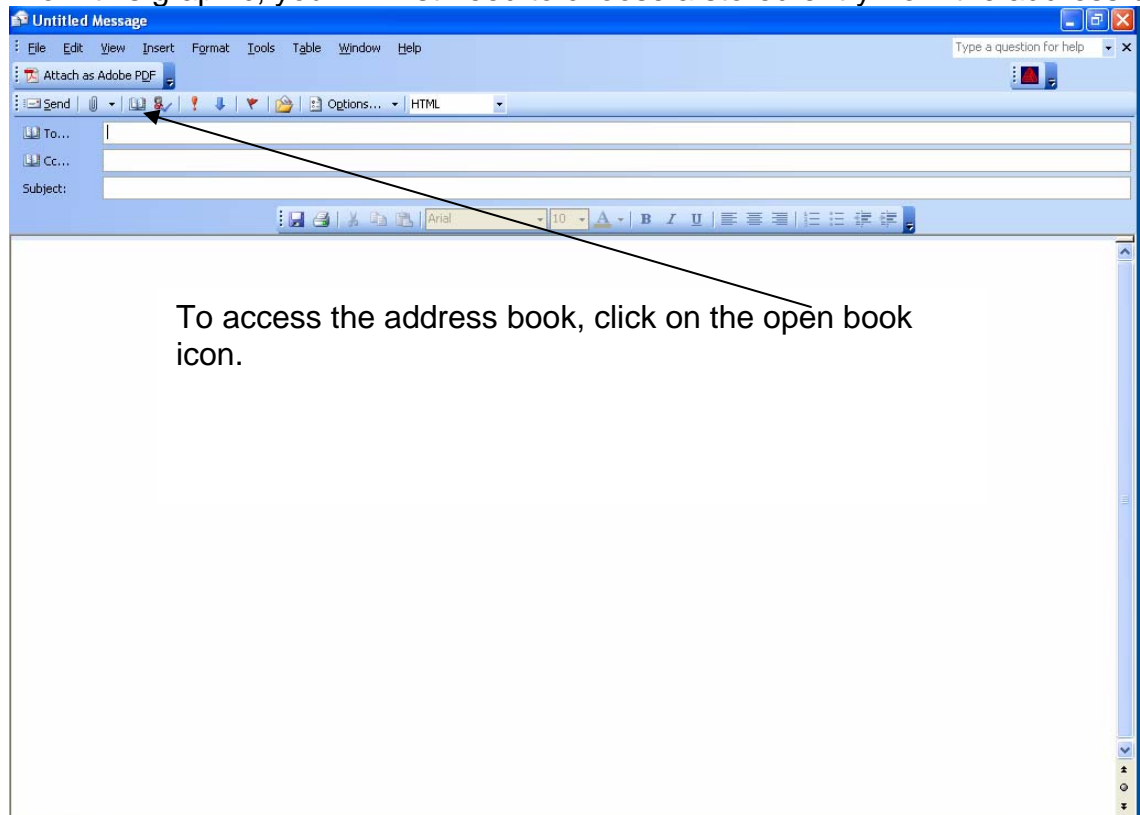 Untitled Message
File Edit View Insert Format Tools Table Window Help Type a question for help
Attach as Adobe PDF
Send Options... HTML
To...
Cc...
Subject:
Arial 10 A B I U
To access the address book, click on the open book
icon.